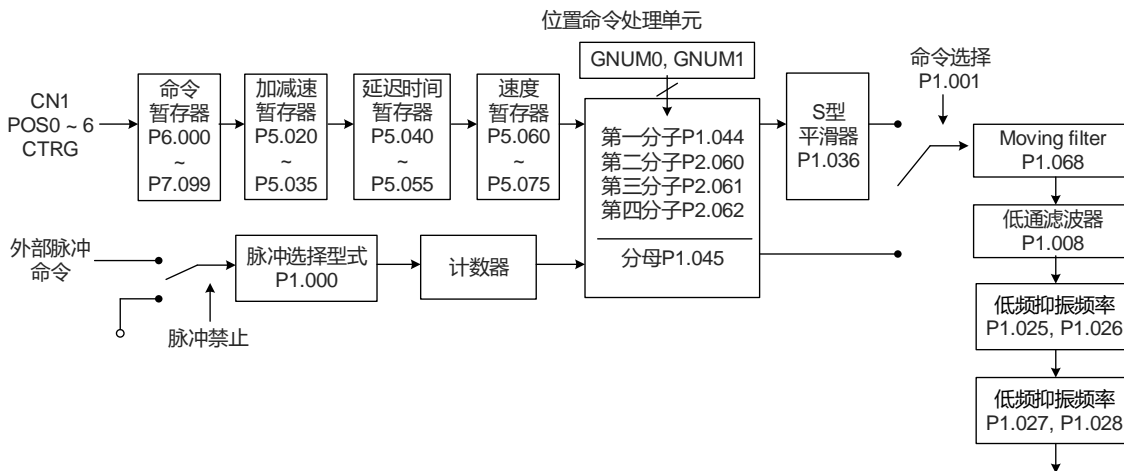 位置命令处理单元
GNUM0, GNUM1
命令选择
P1.001
CN1
POS0 ~ 6
CTRG
命令
暂存器
P6.000
~
P7.099
加减速
暂存器
P5.020
~
P5.035
延迟时间
暂存器
P5.040
~
P5.055
速度
暂存器
P5.060
~
P5.075
第一分子P1.044
第二分子P2.060
第三分子P2.061
第四分子P2.062
分母P1.045
S型
平滑器
P1.036
Moving filter
P1.068
低通滤波器
P1.008
外部脉冲
命令
脉冲选择型式
P1.000
计数器
脉冲禁止
低频抑振频率
P1.025, P1.026
低频抑振频率
P1.027, P1.028